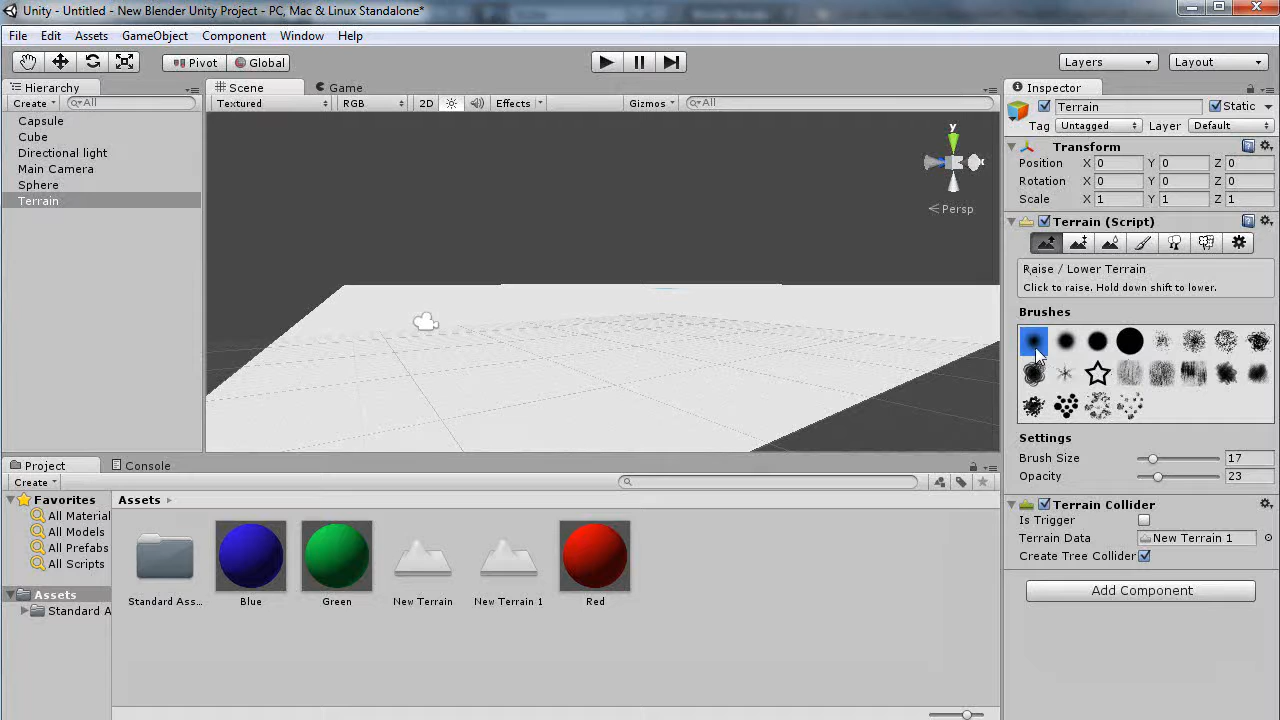 Unity - Untitled - New Blender Unity Project - PC, Mac & Linux Standalone*
File Edit Assets GameObject Component Window Help
Pivot Global Layers Layout
Hierarchy Scene Game Inspector
Create All Textured RGB 2D Effects Gizmos All
Terrain Static
Tag Untagged Layer Default
Capsule
Cube
Directional light
Main Camera
Sphere
Terrain
y
Persp
Transform
Position X 0 Y 0 Z 0
Rotation X 0 Y 0 Z 0
Scale X 1 Y 1 Z 1
Terrain (Script)
Raise / Lower Terrain
Click to raise. Hold down shift to lower.
Brushes
Settings
Brush Size 17
Opacity 23
Terrain Collider
Is Trigger
Terrain Data New Terrain 1
Create Tree Collider
Add Component
Project Console
Create
Favorites
All Material
All Models
All Prefabs
All Scripts
Assets
Standard A
Assets
Standard Ass... Blue Green New Terrain New Terrain 1 Red